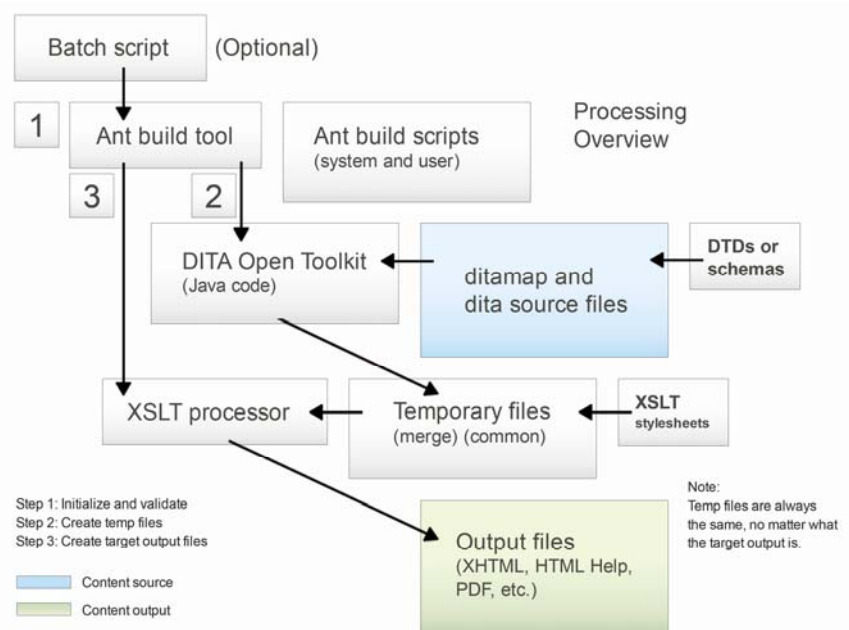 Batch script
(Optional)
1
Ant build tool
Ant build scripts
(system and user)
Processing
Overview
3
2
DITA Open Toolkit
(Java code)
ditamap and
dita source files
DTDs or
schemas
XSLT processor
Temporary files
(merge) (common)
XSLT
stylesheets
Step 1: Initialize and validate
Step 2: Create temp files
Step 3: Create target output files
Content source
Content output
Output files
(XHTML, HTML Help,
PDF, etc.)
Note:
Temp files are always
the same, no matter what
the target output is.